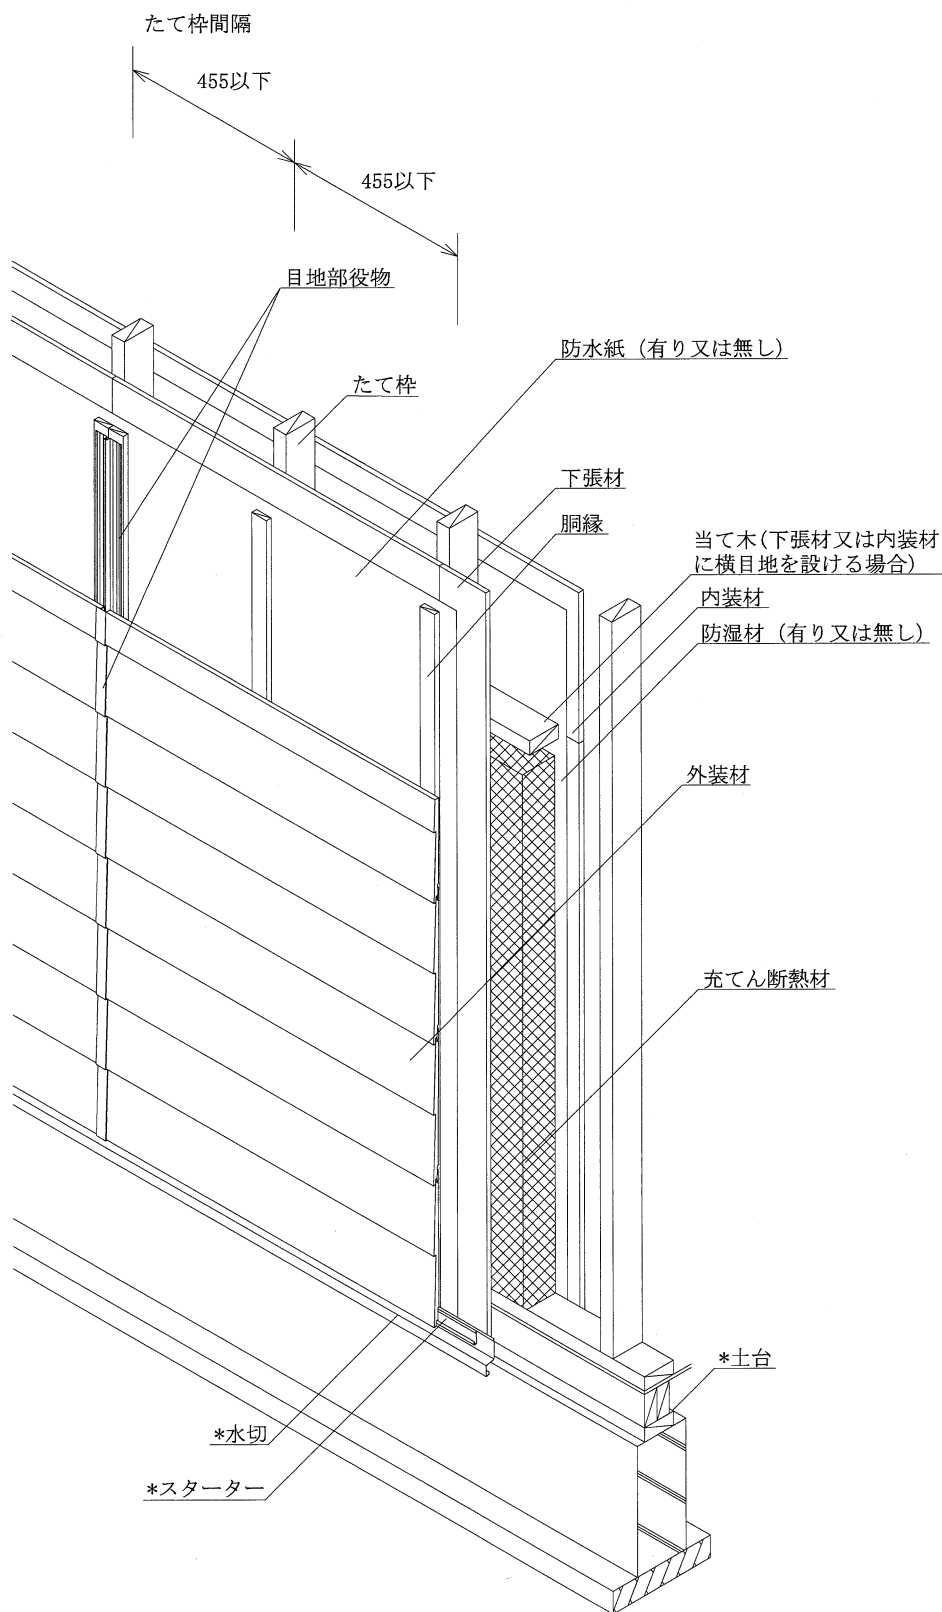 たて枠間隔
455以下
455以下
目地部役物
防水紙（有り又は無し）
たて枠
下張材
胴縁
当て木(下張材又は内装材
に横目地を設ける場合)
内装材
防湿材（有り又は無し）
外装材
充てん断熱材
*土台
*水切
*スターター